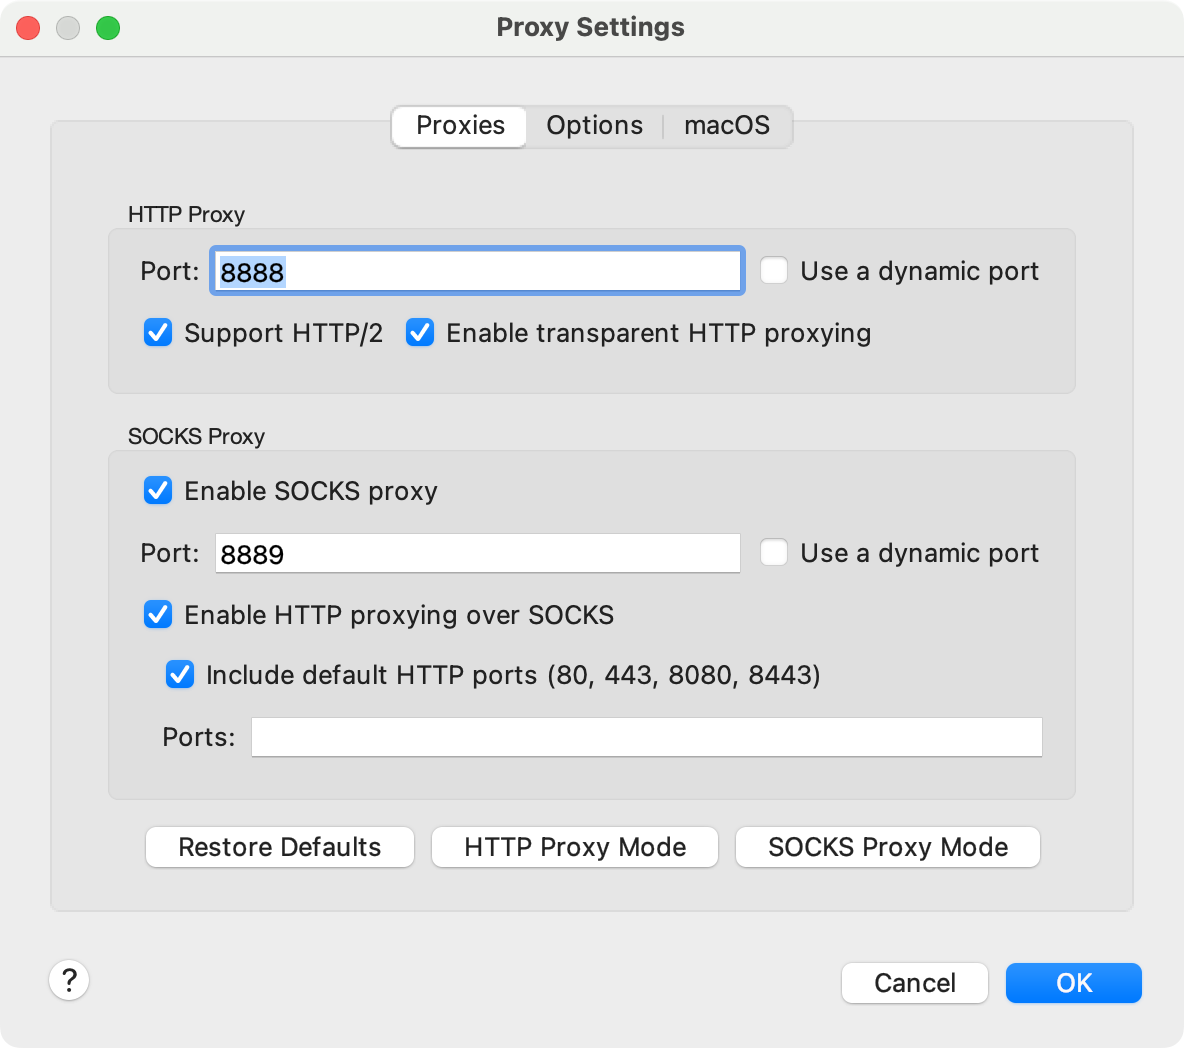 Proxy Settings
Proxies Options macOS
HTTP Proxy
Port: 8888 Use a dynamic port
Support HTTP/2 Enable transparent HTTP proxying
SOCKS Proxy
Enable SOCKS proxy
Port: 8889 Use a dynamic port
Enable HTTP proxying over SOCKS
Include default HTTP ports (80, 443, 8080, 8443)
Ports:
Restore Defaults HTTP Proxy Mode SOCKS Proxy Mode
? Cancel OK